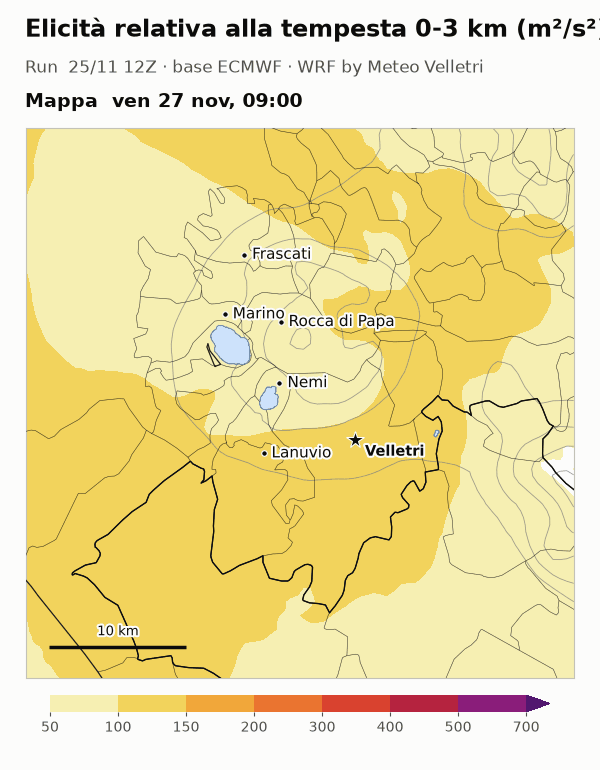 Elicità relativa alla tempesta 0-3 km (m²/s²)
Run 25/11 12Z · base ECMWF · WRF by Meteo Velletri
Mappa ven 27 nov, 09:00
Frascati
Marino
Rocca di Papa
Nemi
Velletri
Lanuvio
10 km
50 100 150 200 300 400 500 700